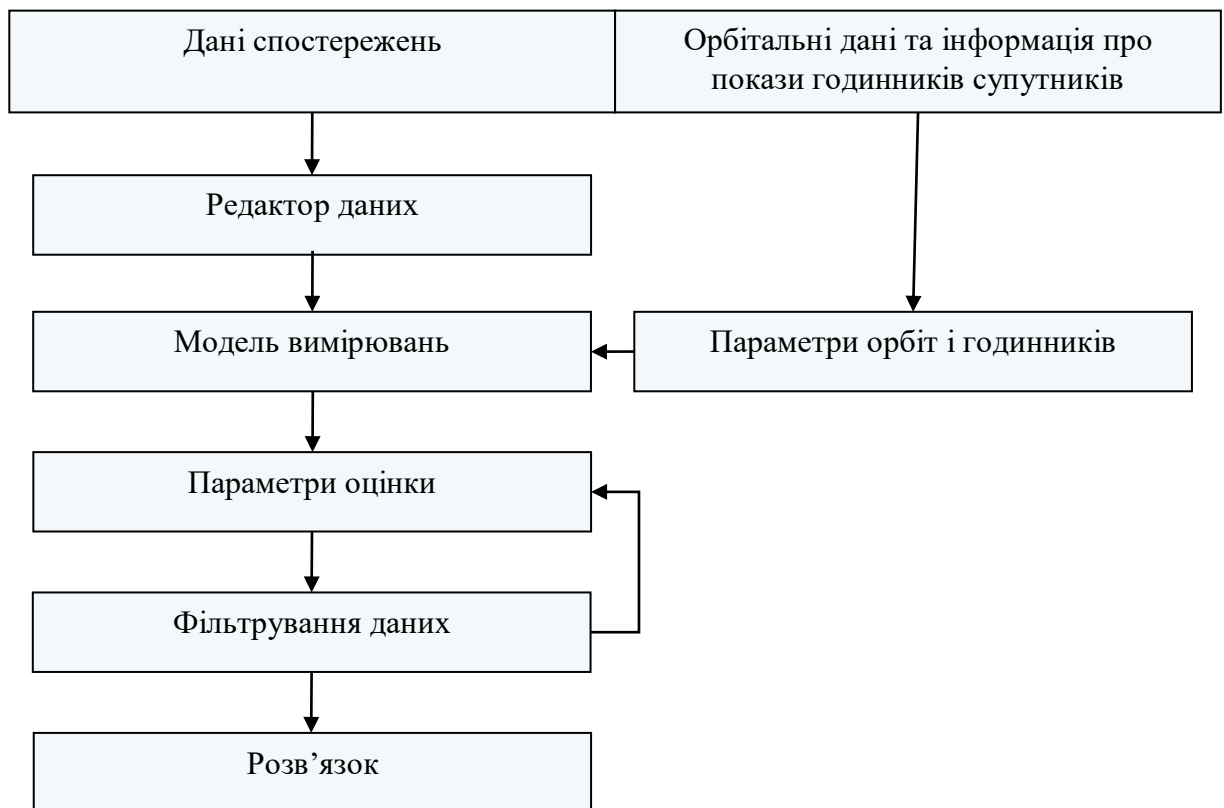 Дані спостережень
Орбітальні дані та інформація про
покази годинників супутників
Редактор даних
Модель вимірювань
Параметри орбіт і годинників
Параметри оцінки
Фільтрування даних
Розв’язок